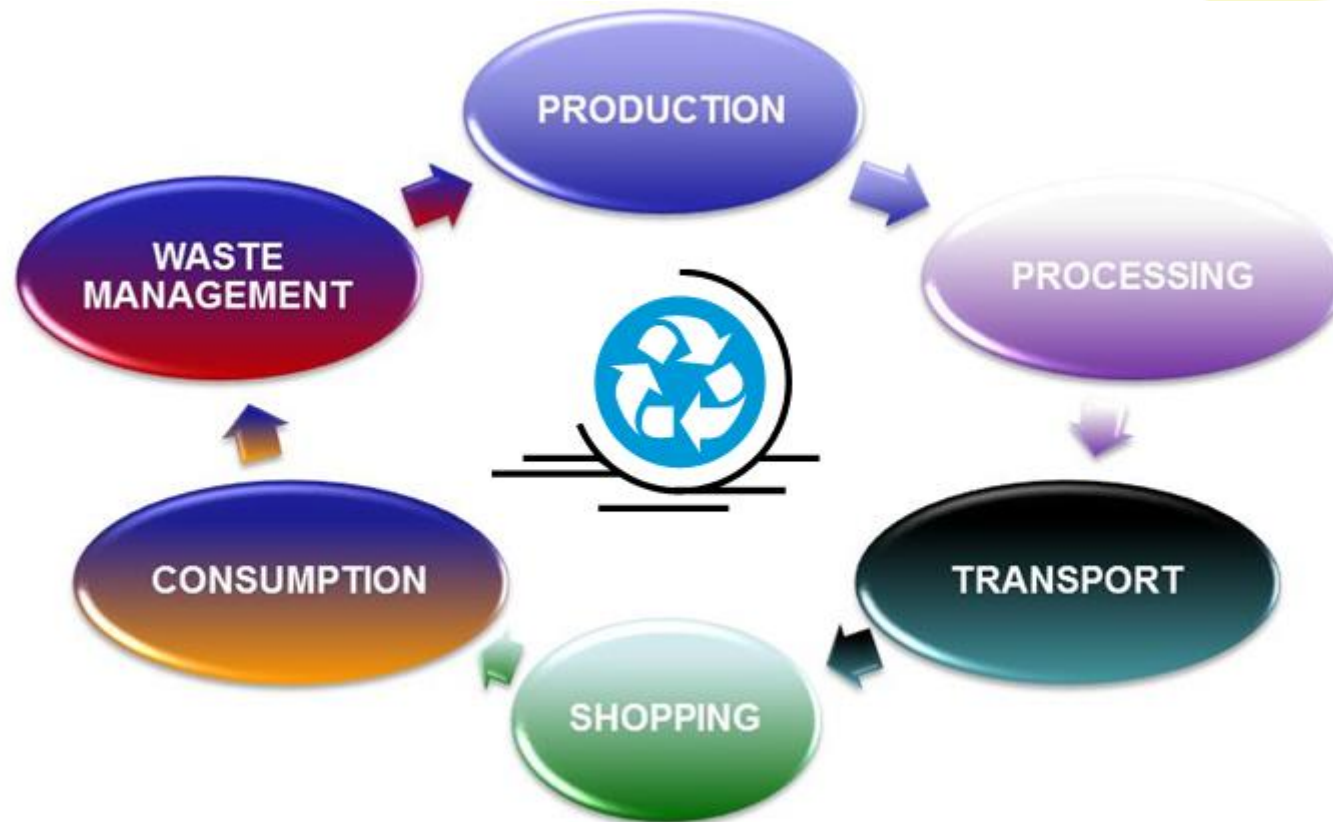 PRODUCTION
PROCESSING
TRANSPORT
SHOPPING
CONSUMPTION
WASTE
MANAGEMENT